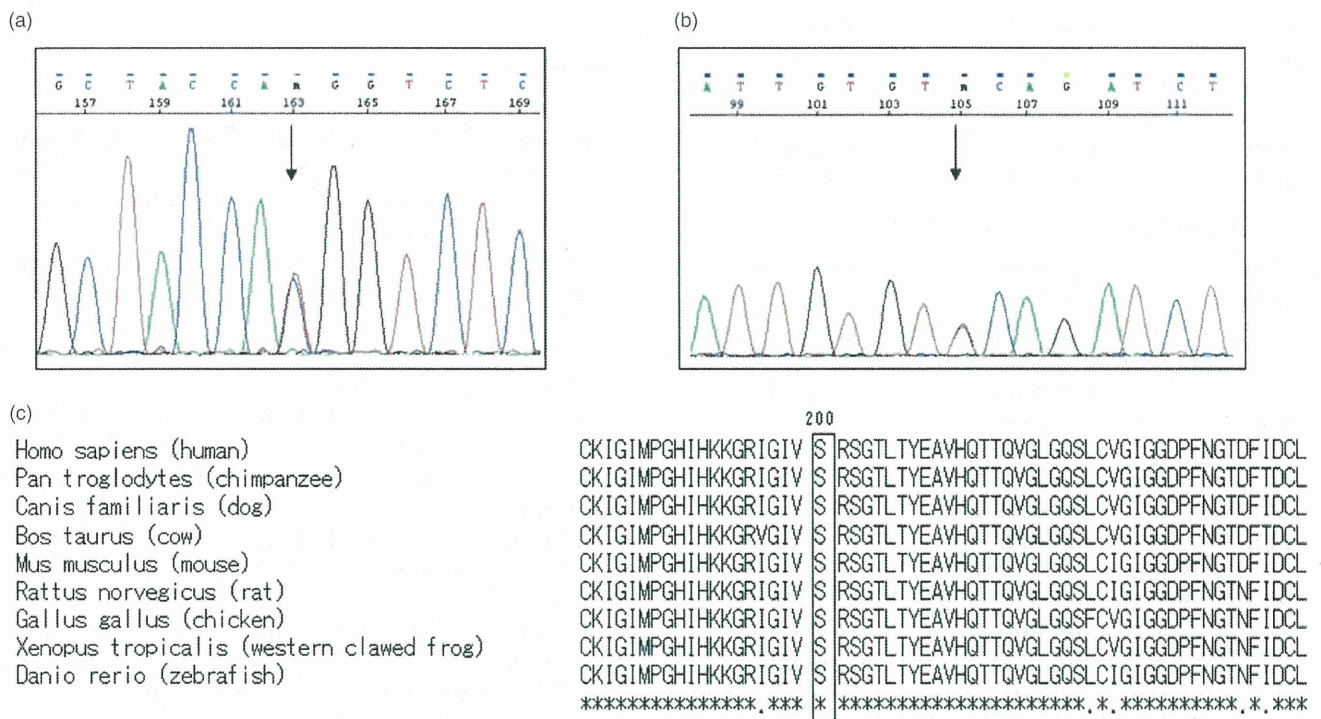 (a)
G C T A C C A n G G T C T C
157 159 161 163 165 167 169
(b)
A T T G T G T n C A G A T C T
99 101 103 105 107 109 111
(c)
200
Homo sapiens (human) CKIGIMPGHIHKKGRIGIV S RSGTLTYEAVHQTTQVGLGQSLCVGIGGDPFNGTDFIDCL
Pan troglodytes (chimpanzee) CKIGIMPGHIHKKGRIGIV S RSGTLTYEAVHQTTQVGLGQSLCVGIGGDPFNGTDFTDCL
Canis familiaris (dog) CKIGIMPGHIHKKGRIGIV S RSGTLTYEAVHQTTQVGLGQSLCVGIGGDPFNGTDFIDCL
Bos taurus (cow) CKIGIMPGHIHKKGRVGIV S RSGTLTYEAVHQTTQVGLGQSLCVGIGGDPFNGTDFTDCL
Mus musculus (mouse) CKIGIMPGHIHKKGRIGIV S RSGTLTYEAVHQTTQVGLGQSLCIGIGGDPFNGTDFIDCL
Rattus norvegicus (rat) CKIGIMPGHIHKKGRIGIV S RSGTLTYEAVHQTTQVGLGQSLCIGIGGDPFNGTNFIDCL
Gallus gallus (chicken) CKIGIMPGHIHKKGRIGIV S RSGTLTYEAVHQTTQVGLGQSFCVGIGGDPFNGTNFIDCL
Xenopus tropicalis (western clawed frog) CKIGIMPGHIHKKGRIGIV S RSGTLTYEAVHQTTQVGLGQSLCVGIGGDPFNGTNFIDCL
Danio rerio (zebrafish) CKIGIMPGHIHKKGRIGIV S RSGTLTYEAVHQTTQVGLGQSLCIGIGGDPFNGTNFIDCL
***************.*** * *********************.*.**********.*.***